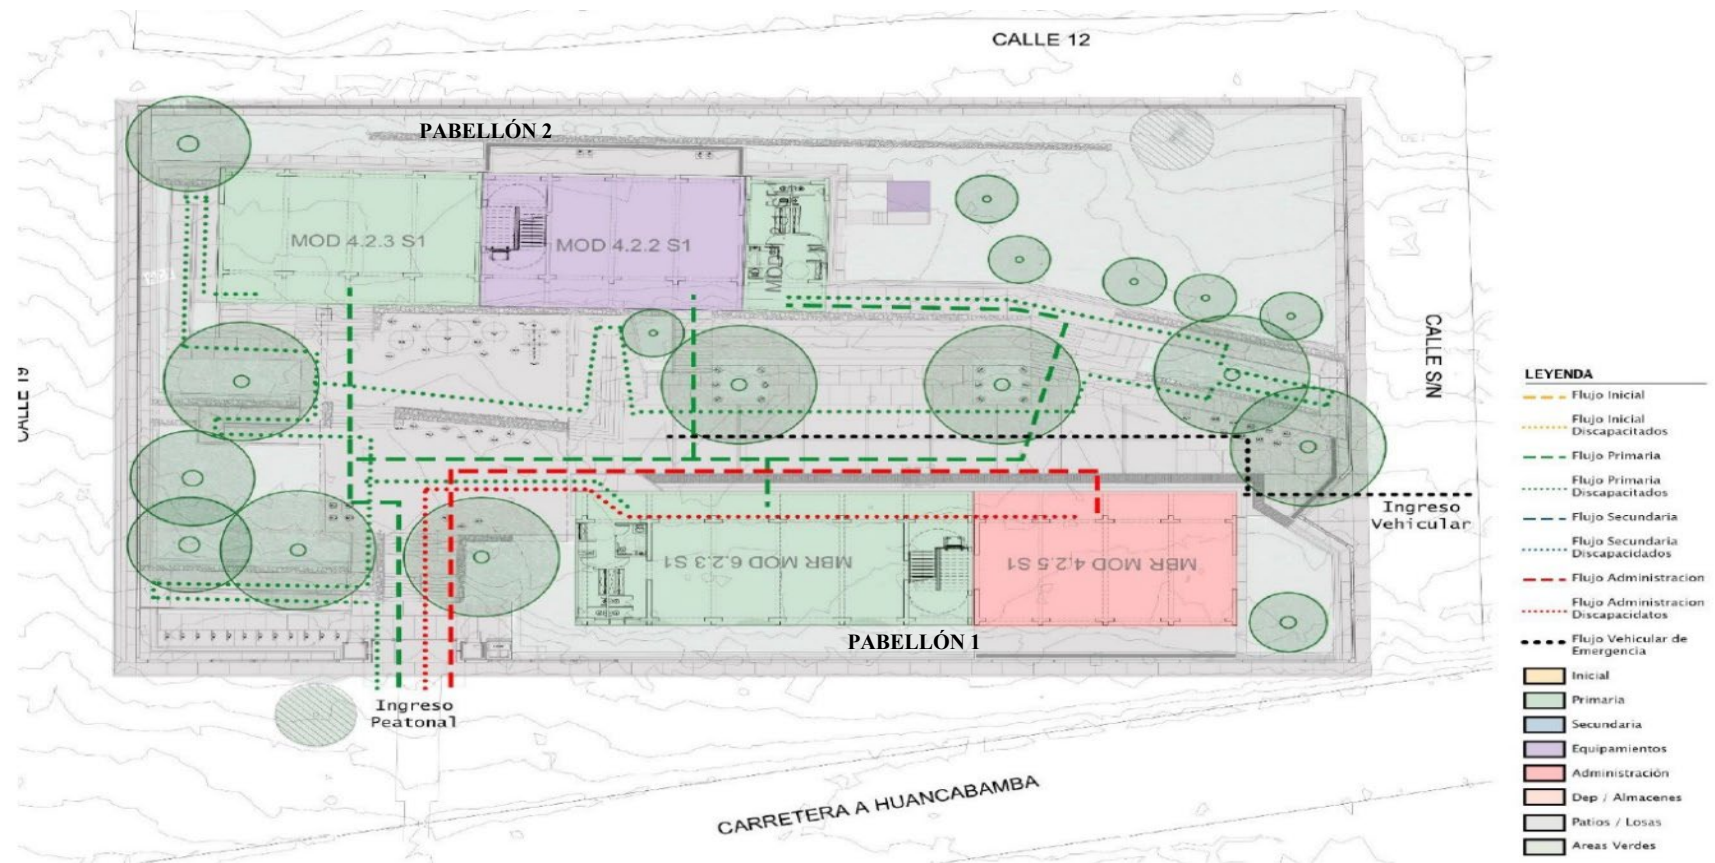 CALLE 12
PABELLÓN 2
MOD 4.2.3 S1
MOD 4.2.2 S1
MOD
CALLE 19
CALLE S/N
Ingreso
Vehicular
MBR MOD 6.2.3 S1
MBR MOD 4.2.5 S1
PABELLÓN 1
Ingreso
Peatonal
CARRETERA A HUANCABAMBA
LEYENDA
Flujo Inicial
Flujo Inicial
Discapacitados
Flujo Primaria
Flujo Primaria
Discapacitados
Flujo Secundaria
Flujo Secundaria
Discapacidados
Flujo Administracion
Flujo Administracion
Discapacidatos
Flujo Vehicular de
Emergencia
Inicial
Primaria
Secundaria
Equipamientos
Administración
Dep / Almacenes
Patios / Losas
Areas Verdes